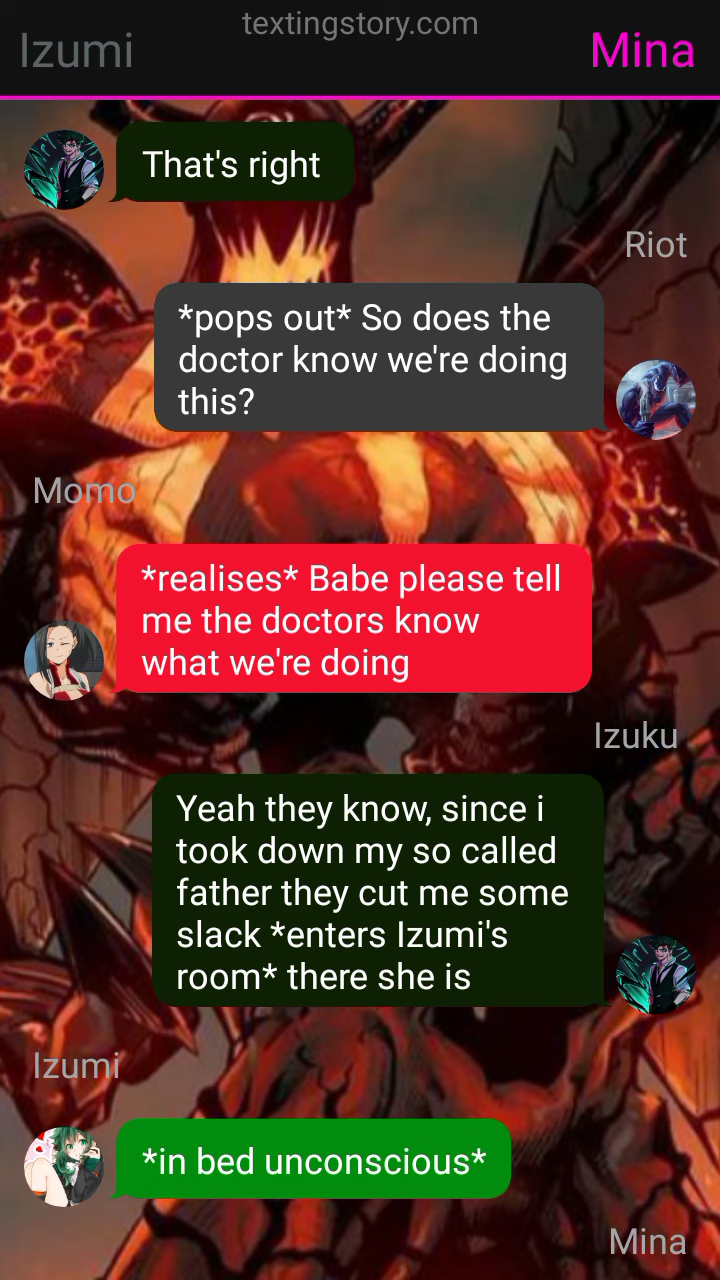 textingstory.com
Izumi
Mina
That's right
Riot
*pops out* So does the
doctor know we're doing
this?
Momo
*realises* Babe please tell
me the doctors know
what we're doing
Izuku
Yeah they know, since i
took down my so called
father they cut me some
slack *enters Izumi's
room* there she is
Izumi
*in bed unconscious*
Mina